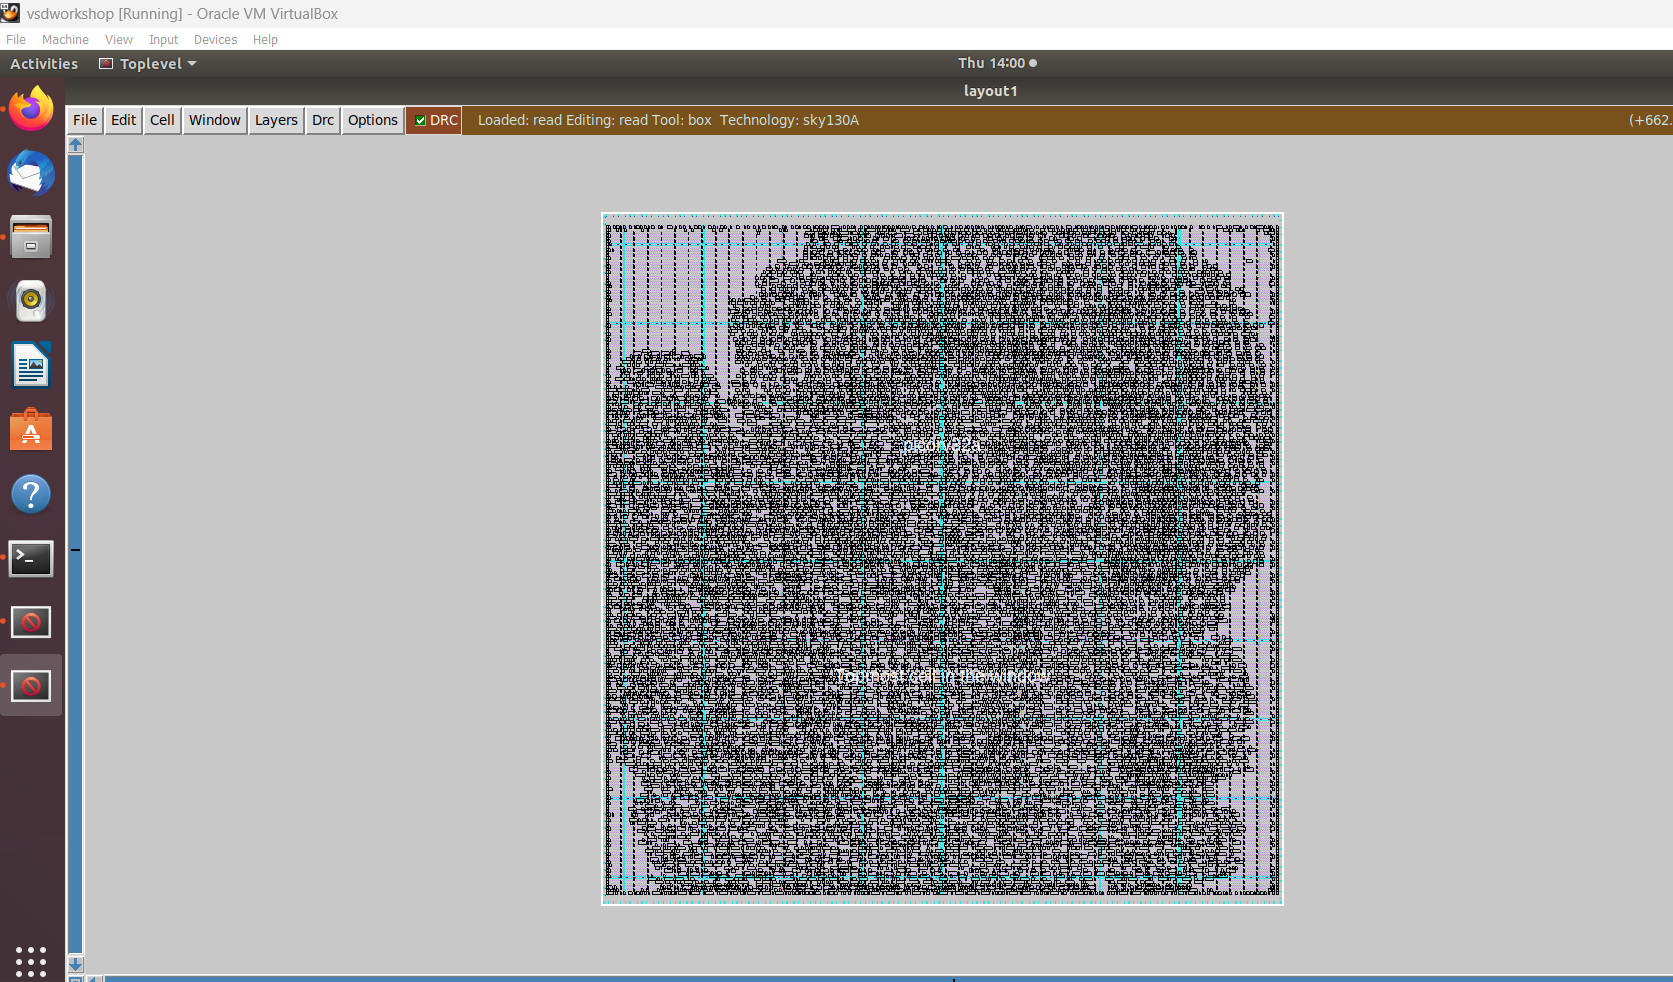 vsdworkshop [Running] - Oracle VM VirtualBox
File Machine View Input Devices Help
Activities Toplevel Thu 14:00
layout1
File Edit Cell Window Layers Drc Options DRC Loaded: read Editing: read Tool: box Technology: sky130A (+662.
picorv32a
Topmost cell in the window